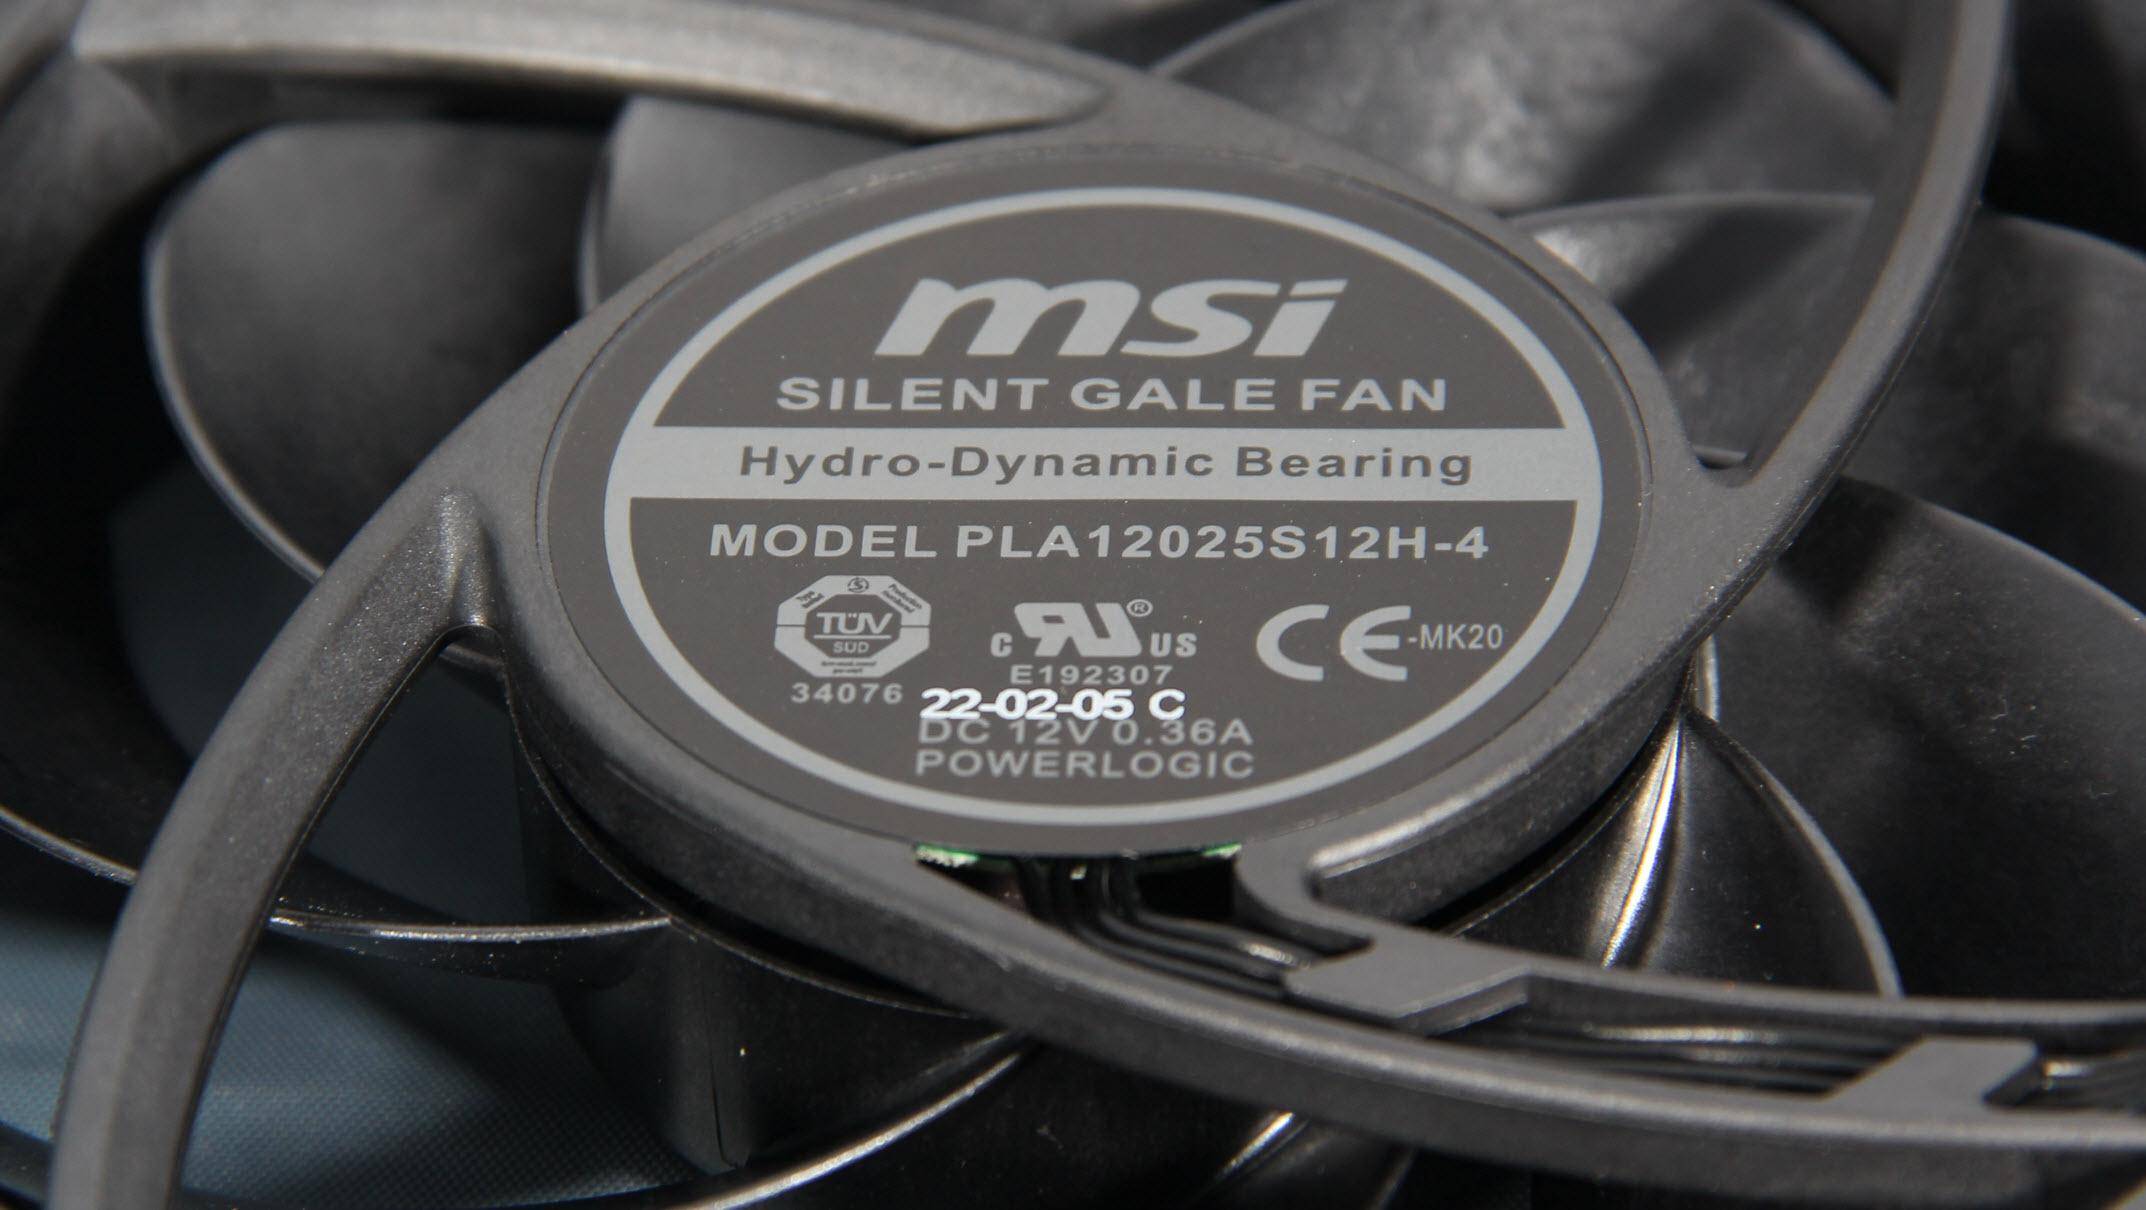 msi
SILENT GALE FAN
Hydro-Dynamic Bearing
MODEL PLA12025S12H-4
TÜV
SÜD
34076
c RU® US
E192307
CE-MK20
22-02-05 C
DC 12V 0.36A
POWERLOGIC